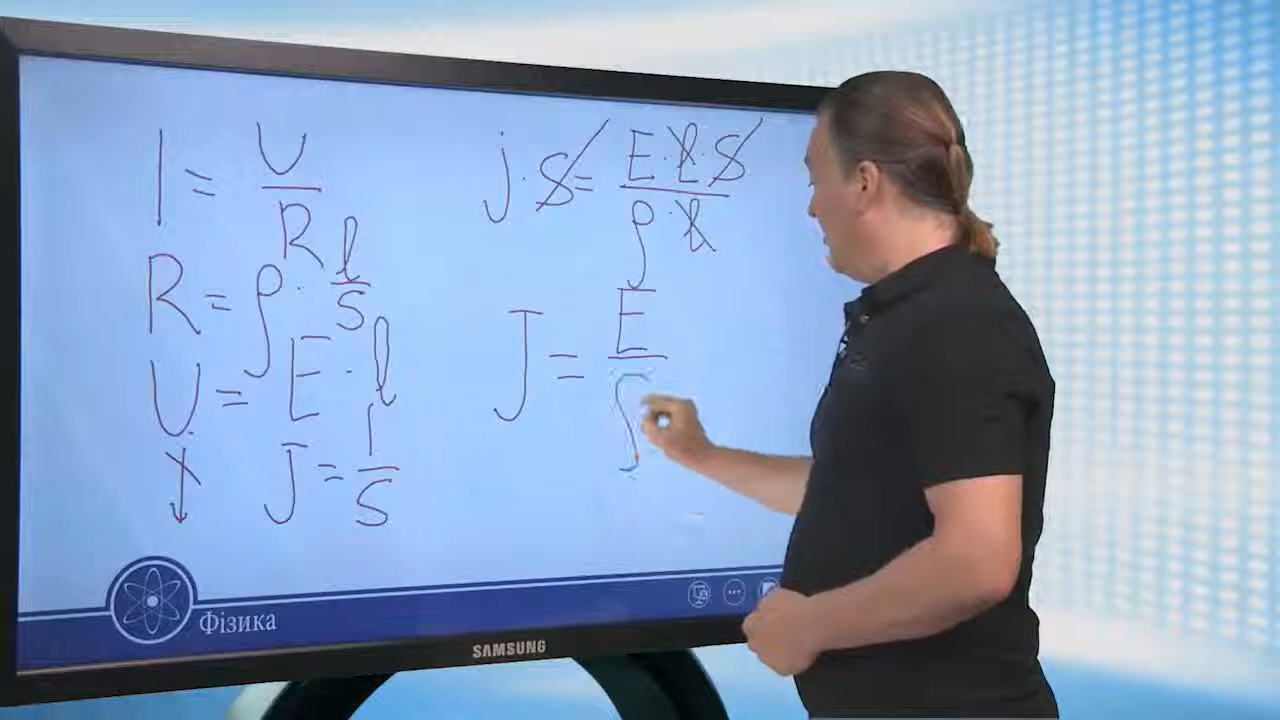 I = U/R
R = ρ · l/S
U = E · l
J = I/S
j · S = E · l · S / ρ · l
J = E/ρ
Фізика
SAMSUNG